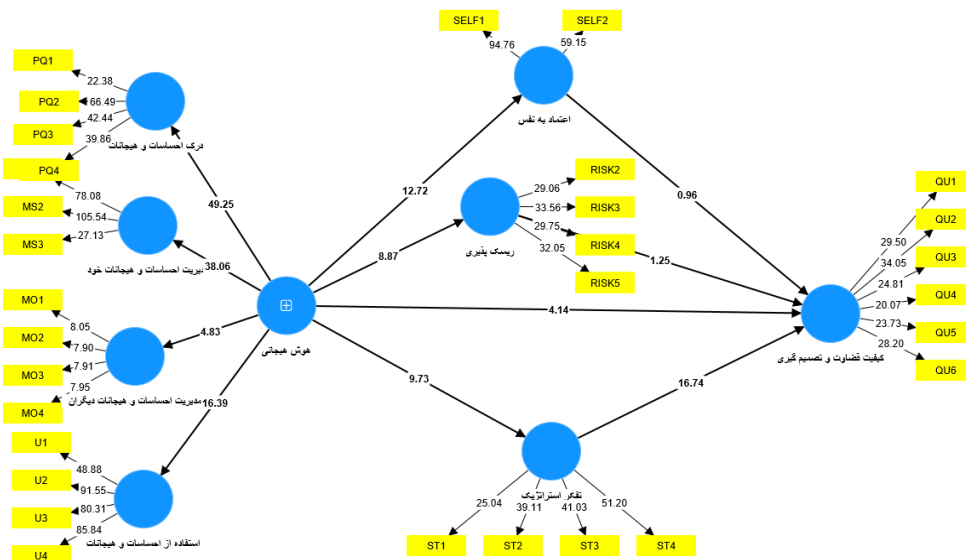 SELF1
SELF2
94.76
59.15
اعتماد به نفس
PQ1
PQ2
PQ3
PQ4
22.38
66.49
42.44
39.86
درک احساسات و هیجانات
MS2
MS3
78.08
105.54
27.13
مدیریت احساسات و هیجانات خود
MO1
MO2
MO3
MO4
8.05
7.90
7.91
7.95
مدیریت احساسات و هیجانات دیگران
U1
U2
U3
U4
48.88
91.55
80.31
85.84
استفاده از احساسات و هیجانات
49.25
38.06
4.83
16.39
هوش هیجانی
12.72
8.87
4.14
9.73
RISK2
RISK3
RISK4
RISK5
29.06
33.56
29.75
32.05
ریسک پذیری
0.96
1.25
16.74
تفکر استراتژیک
25.04
39.11
41.03
51.20
ST1
ST2
ST3
ST4
QU1
QU2
QU3
QU4
QU5
QU6
29.50
34.05
24.81
20.07
23.73
28.20
کیفیت قضاوت و تصمیم گیری